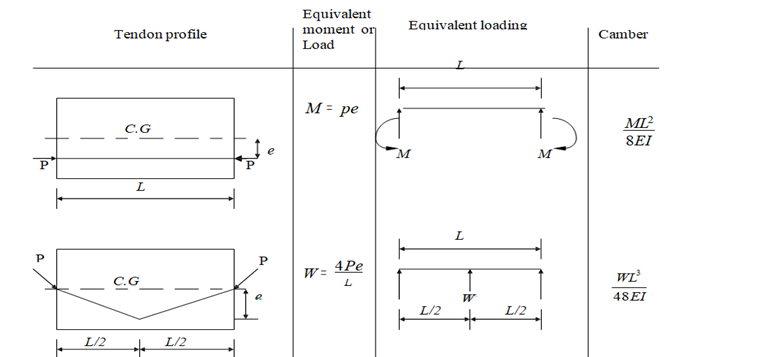 Tendon profile
Equivalent
moment or
Load
Equivalent loading
Camber
C.G
P
P
e
L
M = pe
L
M
M
ML²
8EI
P
P
C.G
e
L/2
L/2
W = 4Pe
L
L
W
L/2
L/2
WL³
48EI